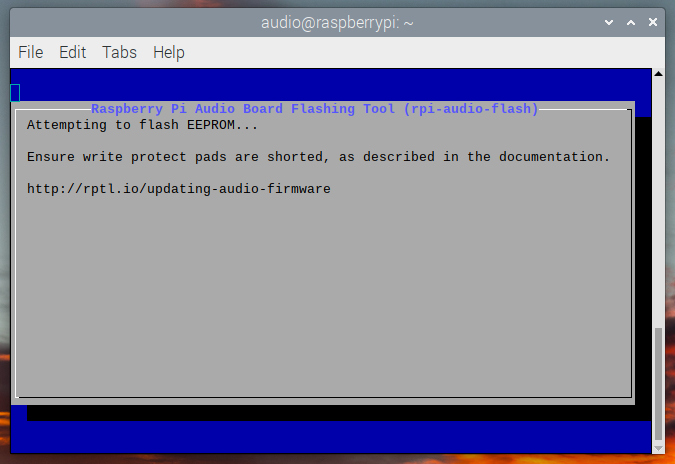 audio@raspberrypi: ~
File Edit Tabs Help
Raspberry Pi Audio Board Flashing Tool (rpi-audio-flash)
Attempting to flash EEPROM...
Ensure write protect pads are shorted, as described in the documentation.
http://rptl.io/updating-audio-firmware